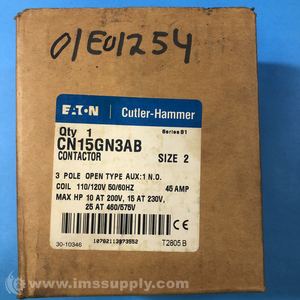 01E01254
EATON Cutler-Hammer
Qty 1 Series B1
CN15GN3AB
CONTACTOR SIZE 2
3 POLE OPEN TYPE AUX:1 N.O.
COIL 110/120V 50/60HZ 45 AMP
MAX HP 10 AT 200V, 15 AT 230V,
25 AT 460/575V
30-10346 T2805 B
10782113973552
© www.imssupply.com/